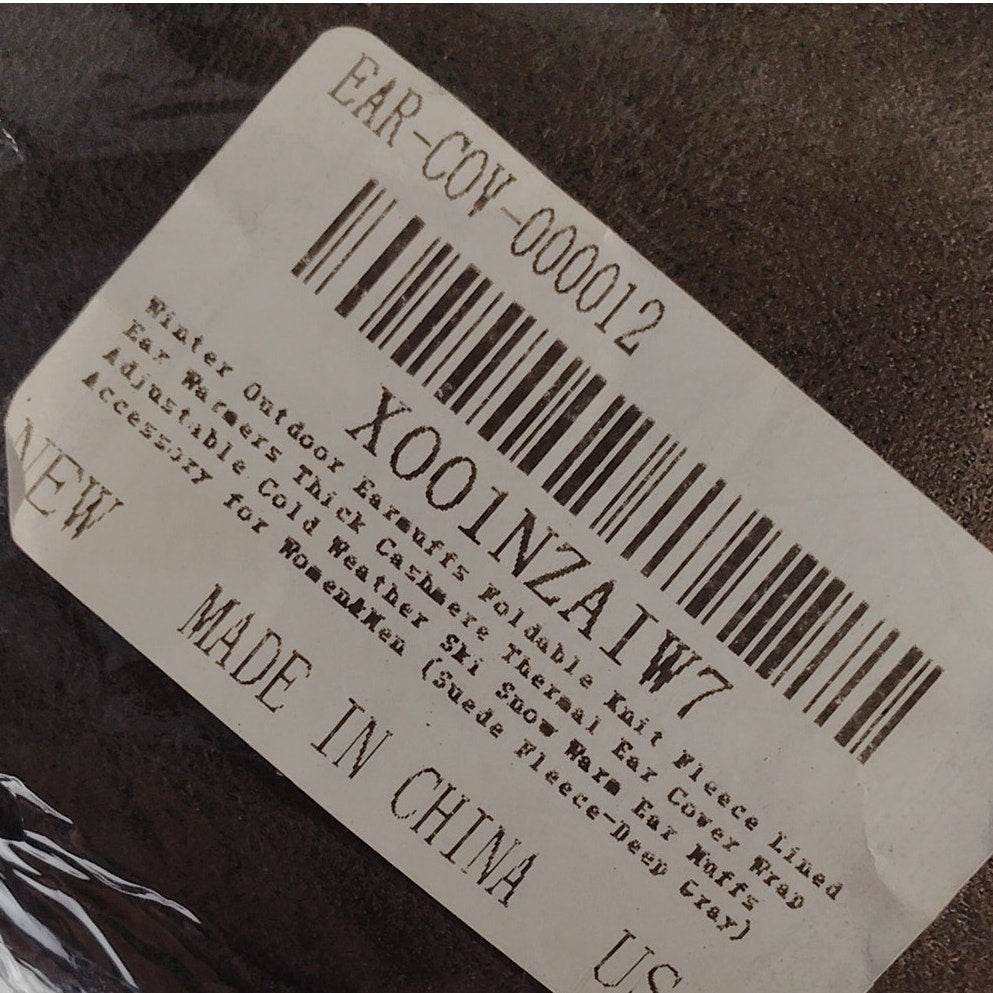 EAR-COV-000012
X001NZAIW7
Winter Outdoor Earmuffs Foldable Knit Fleece Lined
Ear Warmers Thick Cashmere Thermal Ear Cover Wrap
Adjustable Cold Weather Ski Snow Warm Ear Muffs
Accessory for Women&Men (Suede Fleece-Deep Gray)
NEW
MADE IN CHINA
US